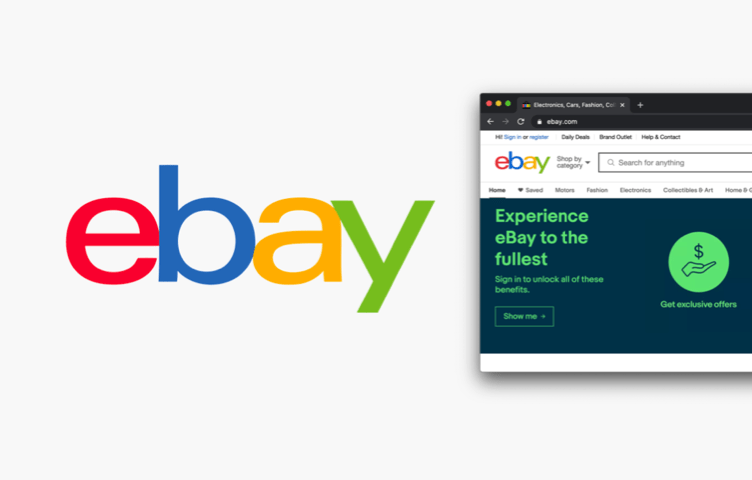 ebay
Electronics, Cars, Fashion, Col
ebay.com
Hi! Sign in or register Daily Deals Brand Outlet Help & Contact
ebay Shop by category Search for anything
Home Saved Motors Fashion Electronics Collectibles & Art Home & G
Experience
eBay to the
fullest
Sign in to unlock all of these
benefits.
Show me
$
Get exclusive offers